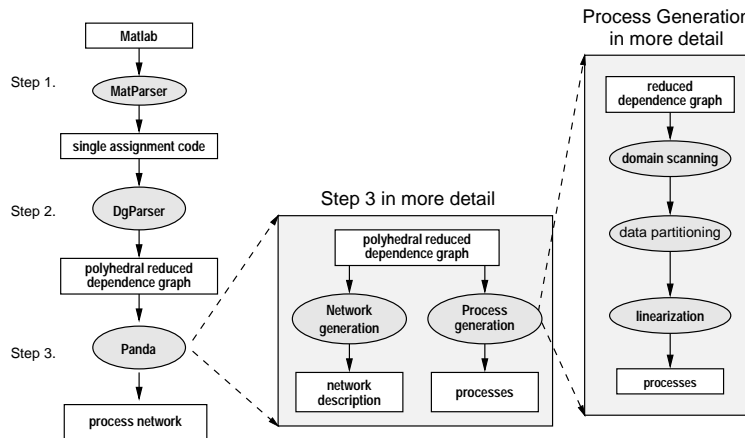 Matlab
Step 1.
MatParser
single assignment code
Step 2.
DgParser
polyhedral reduced
dependence graph
Step 3.
Panda
process network
Step 3 in more detail
polyhedral reduced
dependence graph
Network
generation
Process
generation
network
description
processes
Process Generation
in more detail
reduced
dependence graph
domain scanning
data partitioning
linearization
processes